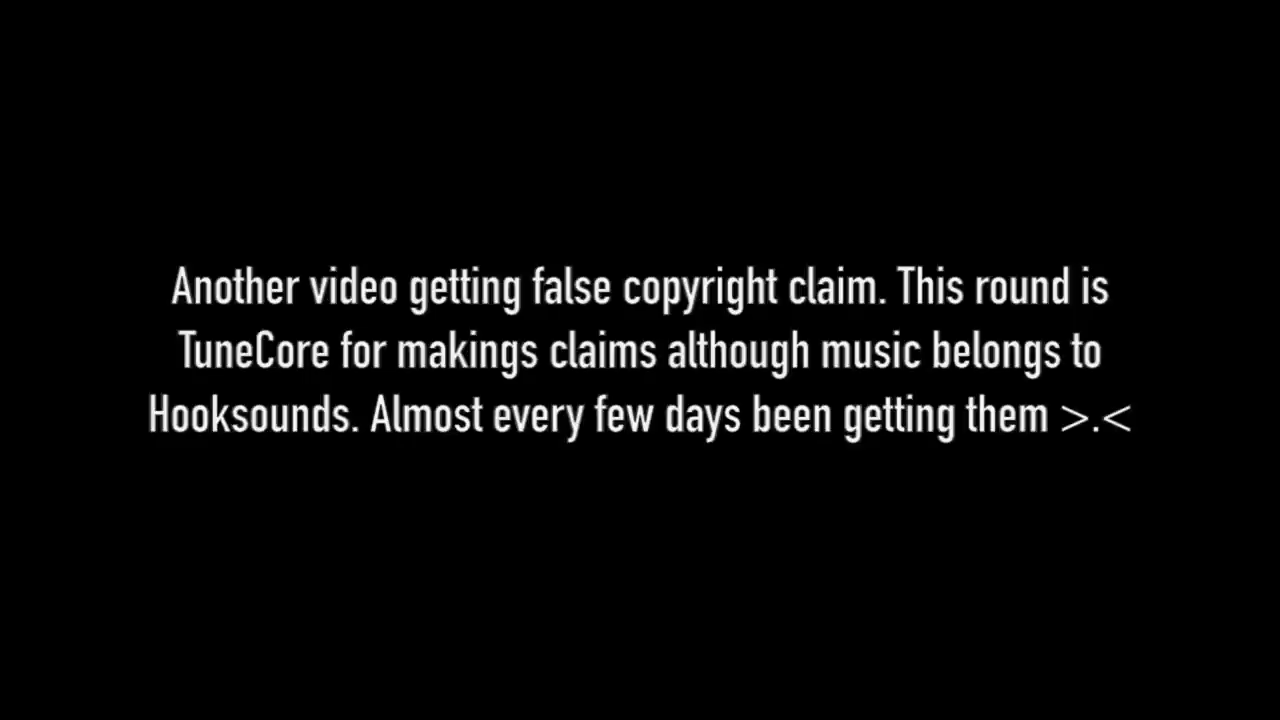 Another video getting false copyright claim. This round is
TuneCore for makings claims although music belongs to
Hooksounds. Almost every few days been getting them >.<